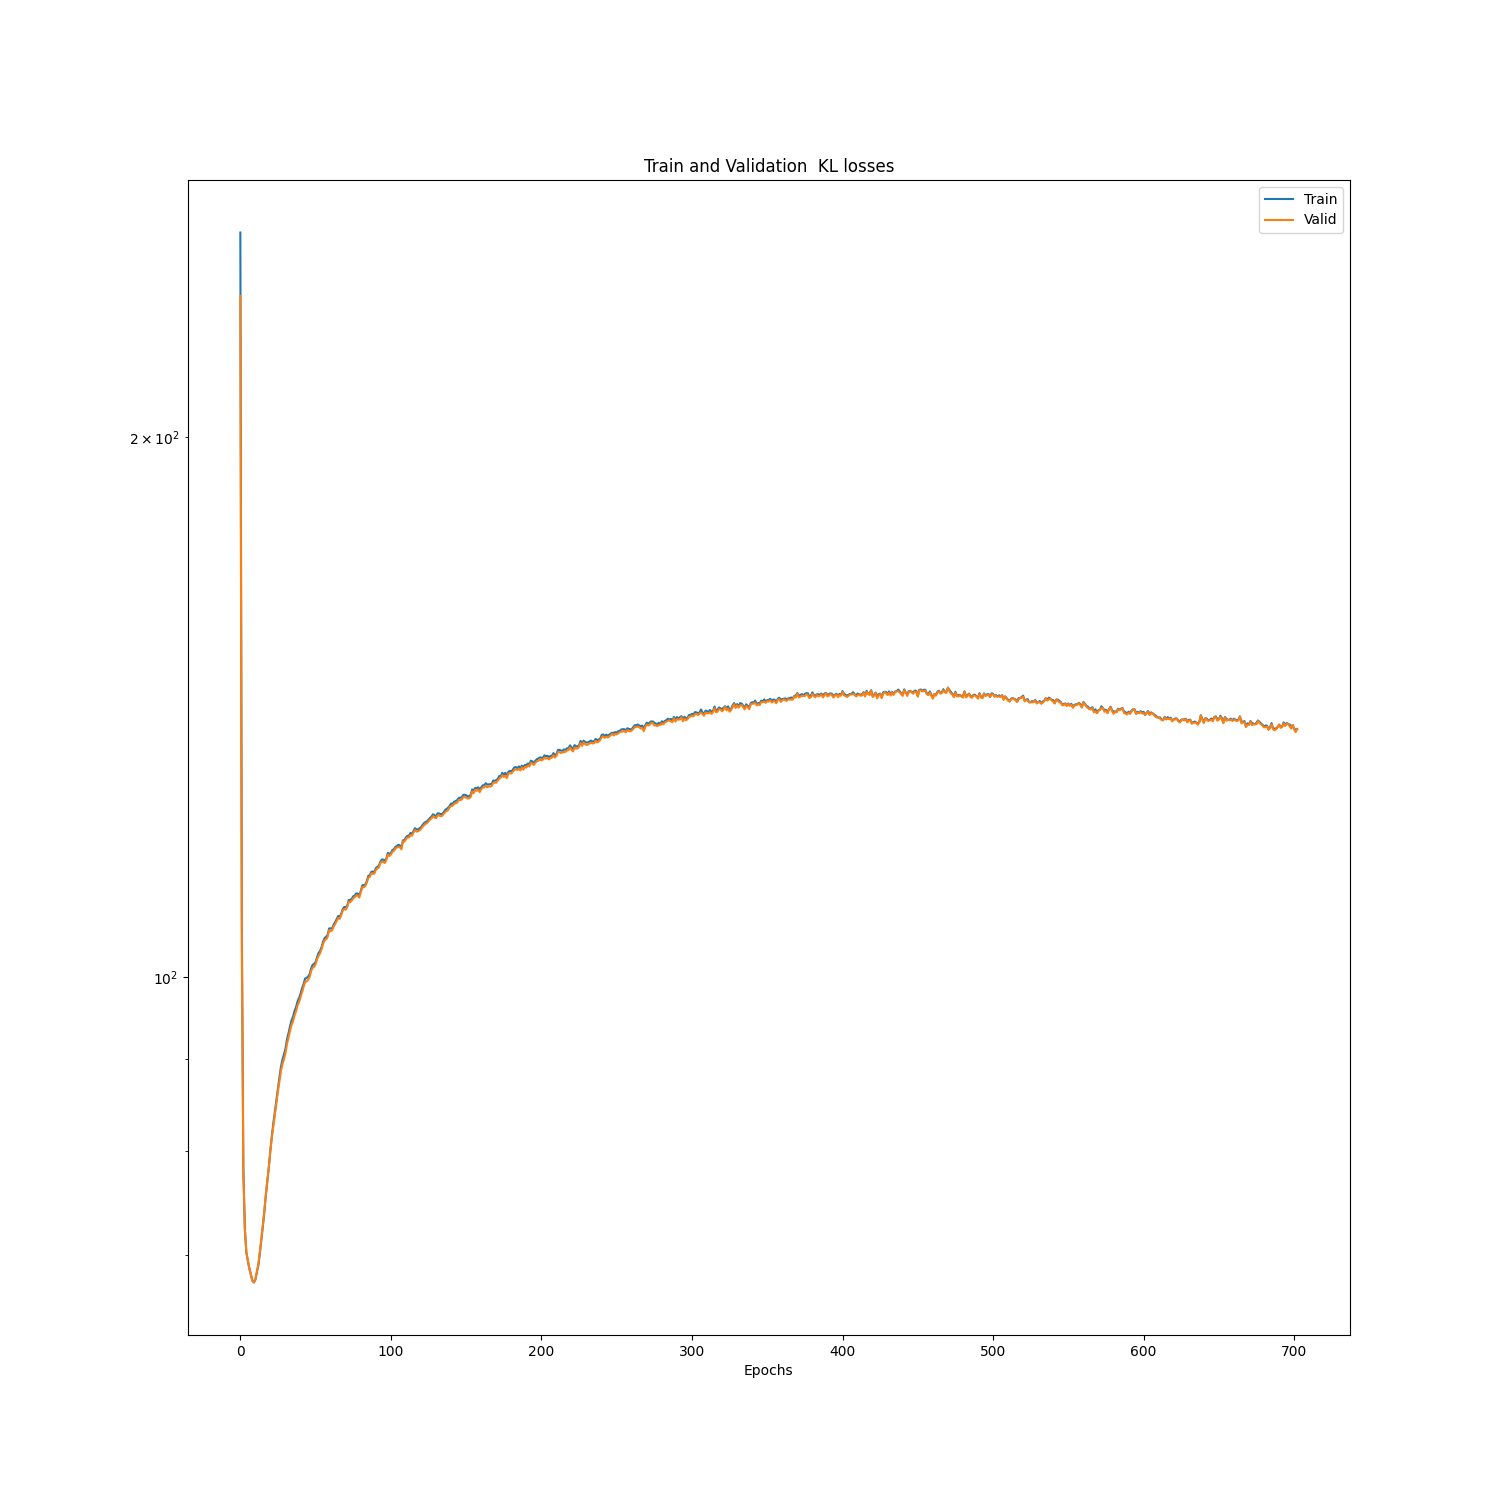 Train and Validation  KL losses
Train
Valid
2 × 10²
10²
0 100 200 300 400 500 600 700
Epochs